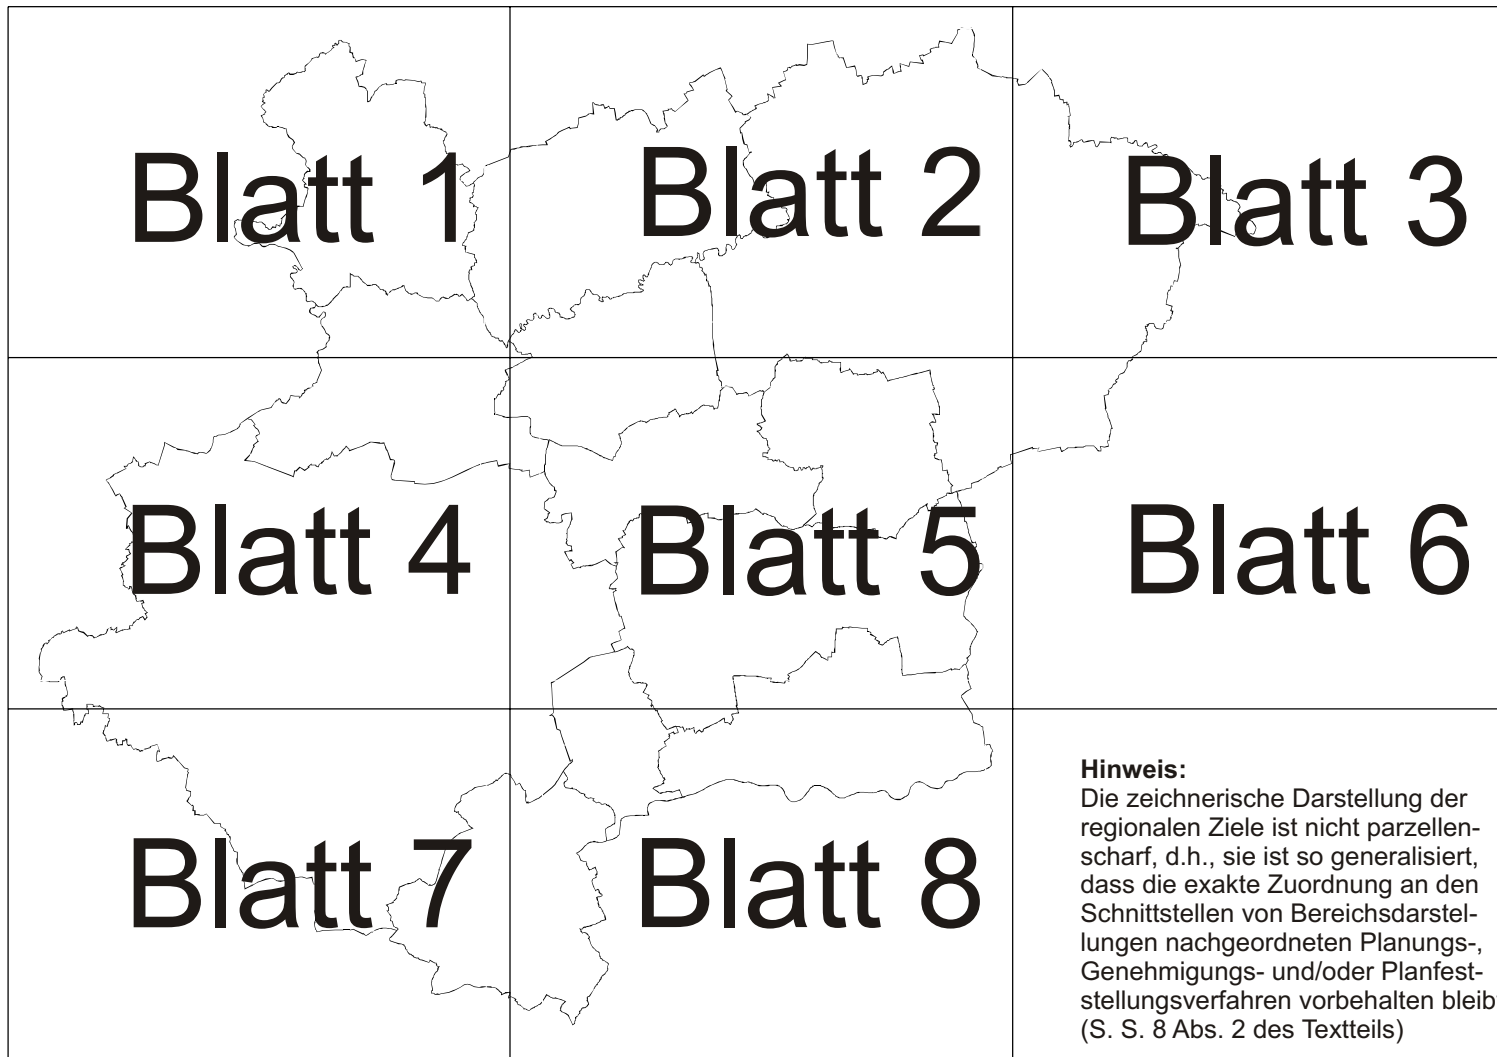 Blatt 1
Blatt 2
Blatt 3
Blatt 4
Blatt 5
Blatt 6
Blatt 7
Blatt 8
Hinweis:
Die zeichnerische Darstellung der
regionalen Ziele ist nicht parzellen-
scharf, d.h., sie ist so generalisiert,
dass die exakte Zuordnung an den
Schnittstellen von Bereichsdarstel-
lungen nachgeordneten Planungs-,
Genehmigungs- und/oder Planfest-
stellungsverfahren vorbehalten bleib
(S. S. 8 Abs. 2 des Textteils)